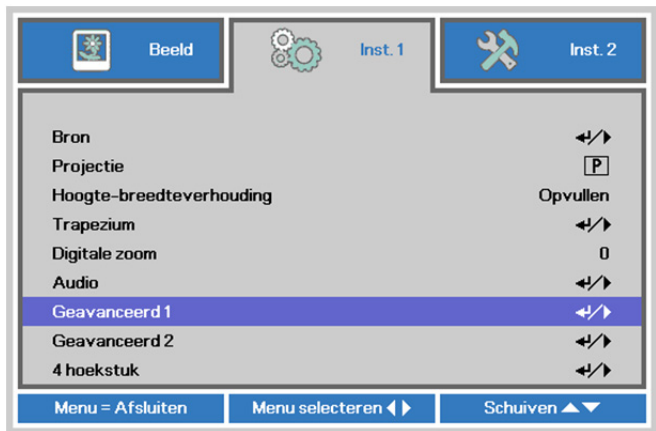 Beeld
Inst. 1
Inst. 2
Bron
Projectie P
Hoogte-breedteverhouding Opvullen
Trapezium
Digitale zoom 0
Audio
Geavanceerd 1
Geavanceerd 2
4 hoekstuk
Menu = Afsluiten
Menu selecteren
Schuiven